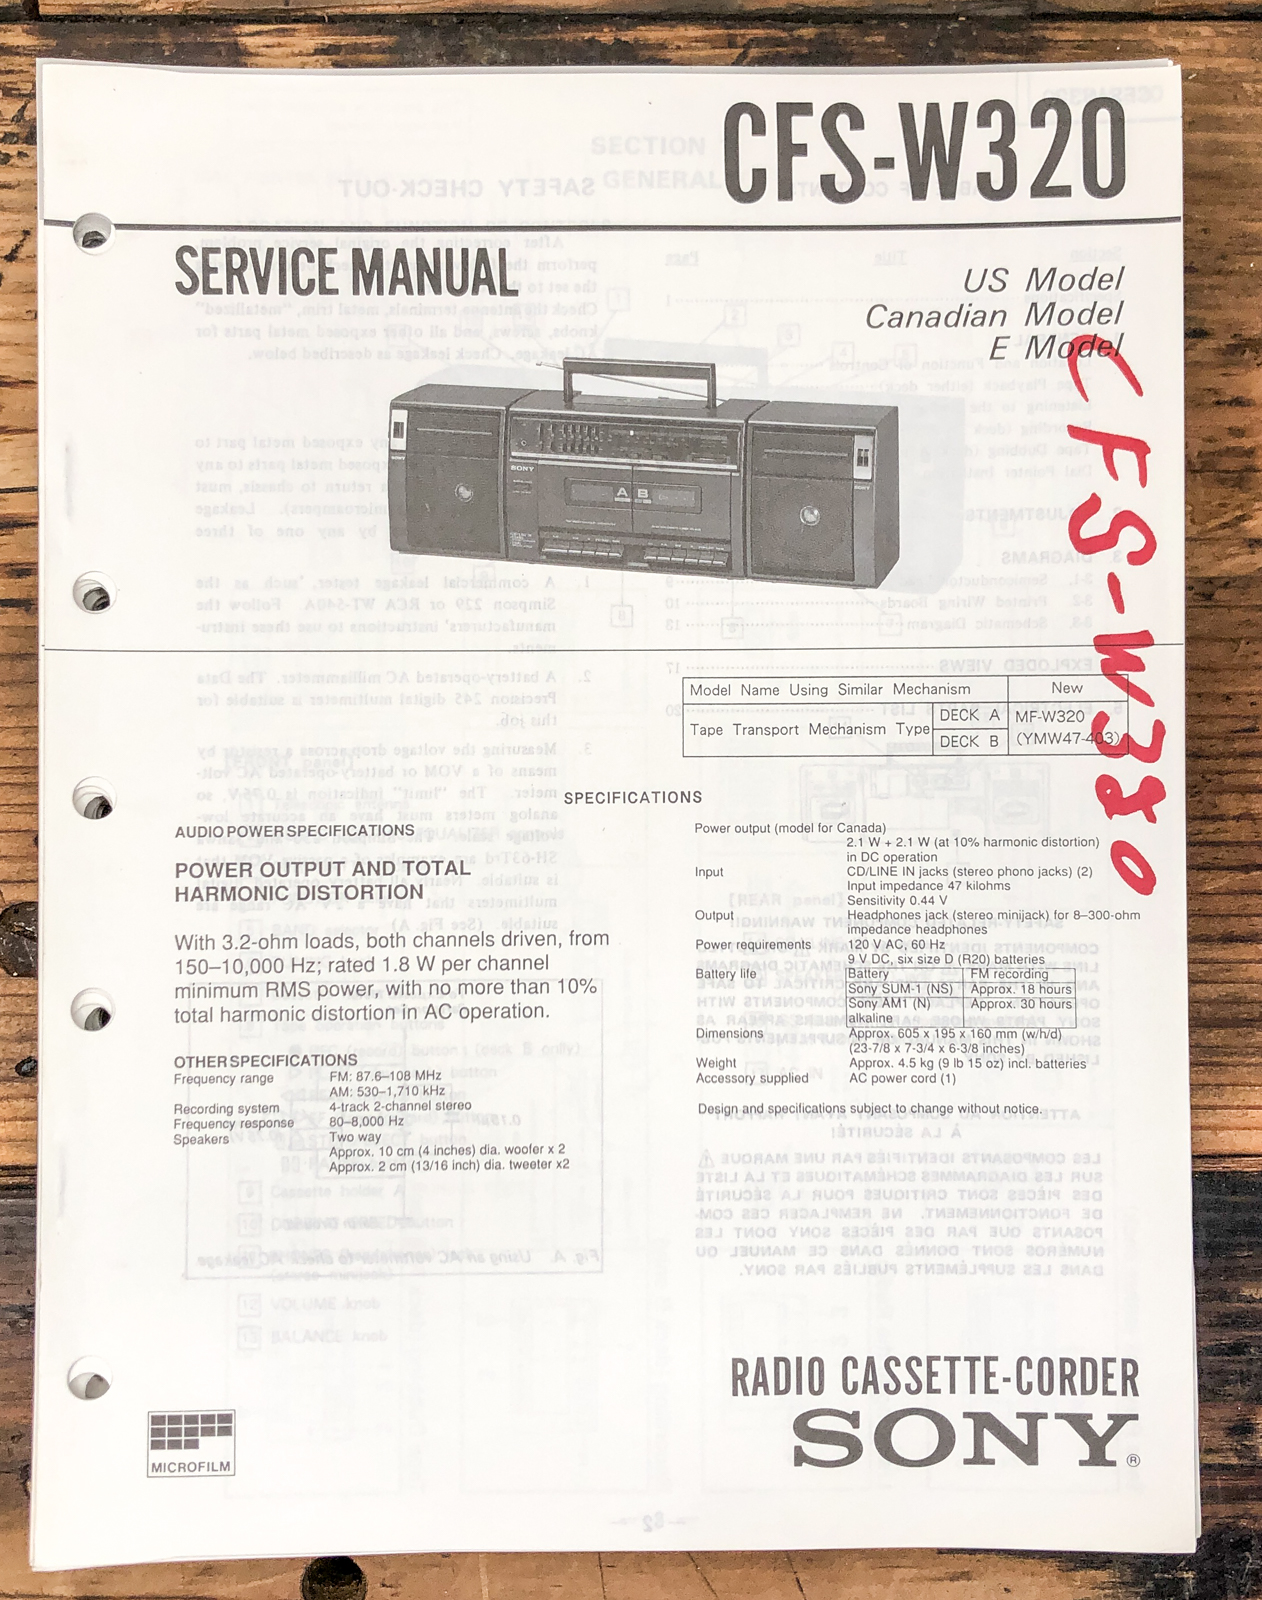 CFS-W320
SERVICE MANUAL
US Model
Canadian Model
E Model
CFS-W380
SONY
A B
Model Name Using Similar Mechanism New
Tape Transport Mechanism Type DECK A MF-W320
DECK B (YMW47-403)
SPECIFICATIONS
AUDIO POWER SPECIFICATIONS
POWER OUTPUT AND TOTAL
HARMONIC DISTORTION
With 3.2-ohm loads, both channels driven, from
150–10,000 Hz; rated 1.8 W per channel
minimum RMS power, with no more than 10%
total harmonic distortion in AC operation.
OTHER SPECIFICATIONS
Frequency range FM: 87.6–108 MHz
AM: 530–1,710 kHz
Recording system 4-track 2-channel stereo
Frequency response 80–8,000 Hz
Speakers Two way
Approx. 10 cm (4 inches) dia. woofer x 2
Approx. 2 cm (13/16 inch) dia. tweeter x2
Power output (model for Canada)
2.1 W + 2.1 W (at 10% harmonic distortion)
in DC operation
Input CD/LINE IN jacks (stereo phono jacks) (2)
Input impedance 47 kilohms
Sensitivity 0.44 V
Output Headphones jack (stereo minijack) for 8–300-ohm
impedance headphones
Power requirements 120 V AC, 60 Hz
9 V DC, six size D (R20) batteries
Battery life Battery FM recording
Sony SUM-1 (NS) Approx. 18 hours
Sony AM1 (N) Approx. 30 hours
alkaline
Dimensions Approx. 605 x 195 x 160 mm (w/h/d)
(23-7/8 x 7-3/4 x 6-3/8 inches)
Weight Approx. 4.5 kg (9 lb 15 oz) incl. batteries
Accessory supplied AC power cord (1)
Design and specifications subject to change without notice.
RADIO CASSETTE-CORDER
SONY®
MICROFILM